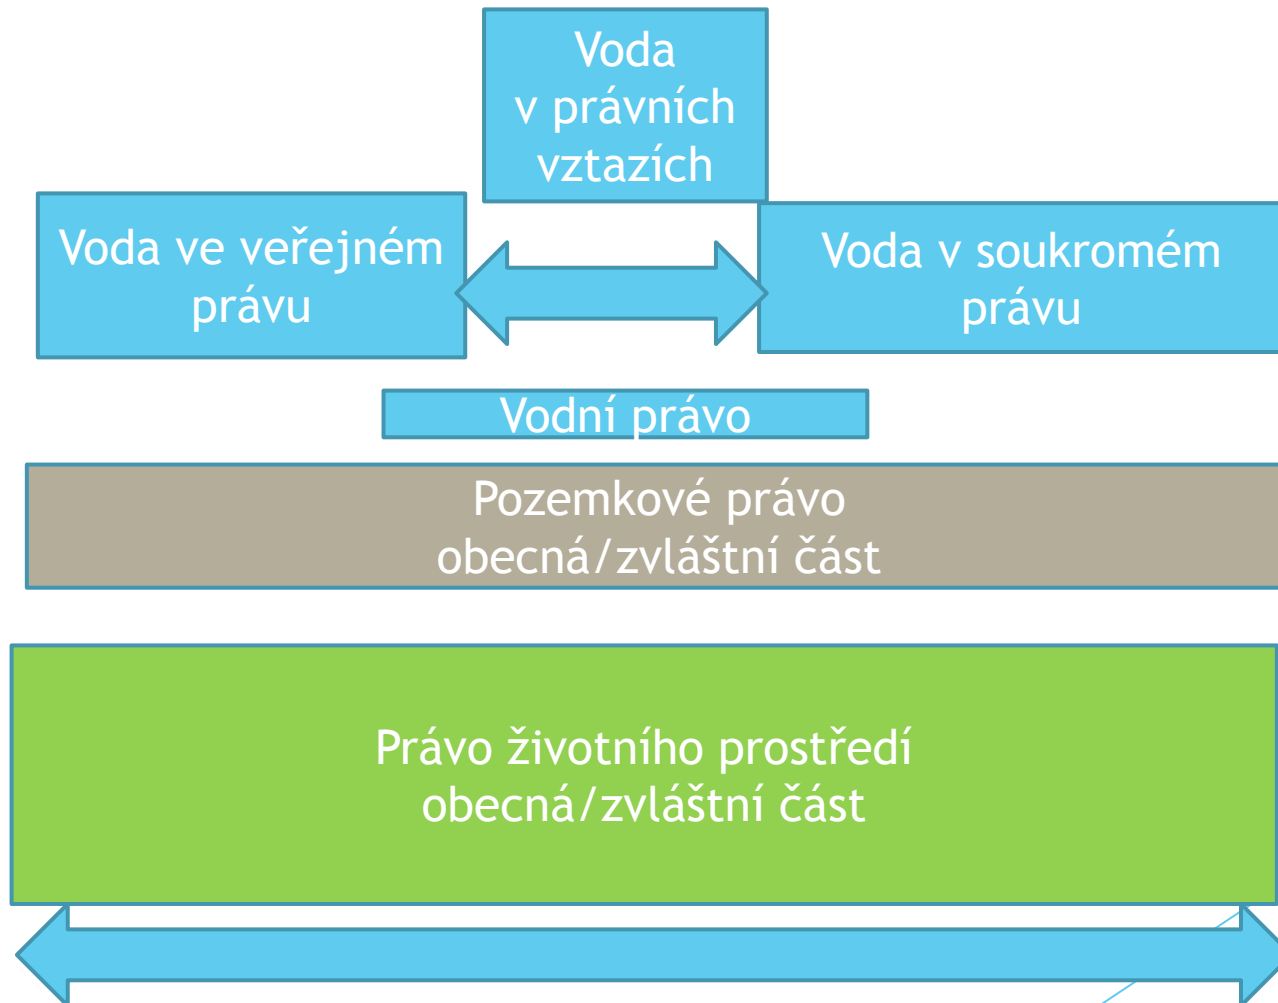 Voda
v právních
vztazích
Voda ve veřejném
právu
Voda v soukromém
právu
Vodní právo
Pozemkové právo
obecná/zvláštní část
Právo životního prostředí
obecná/zvláštní část